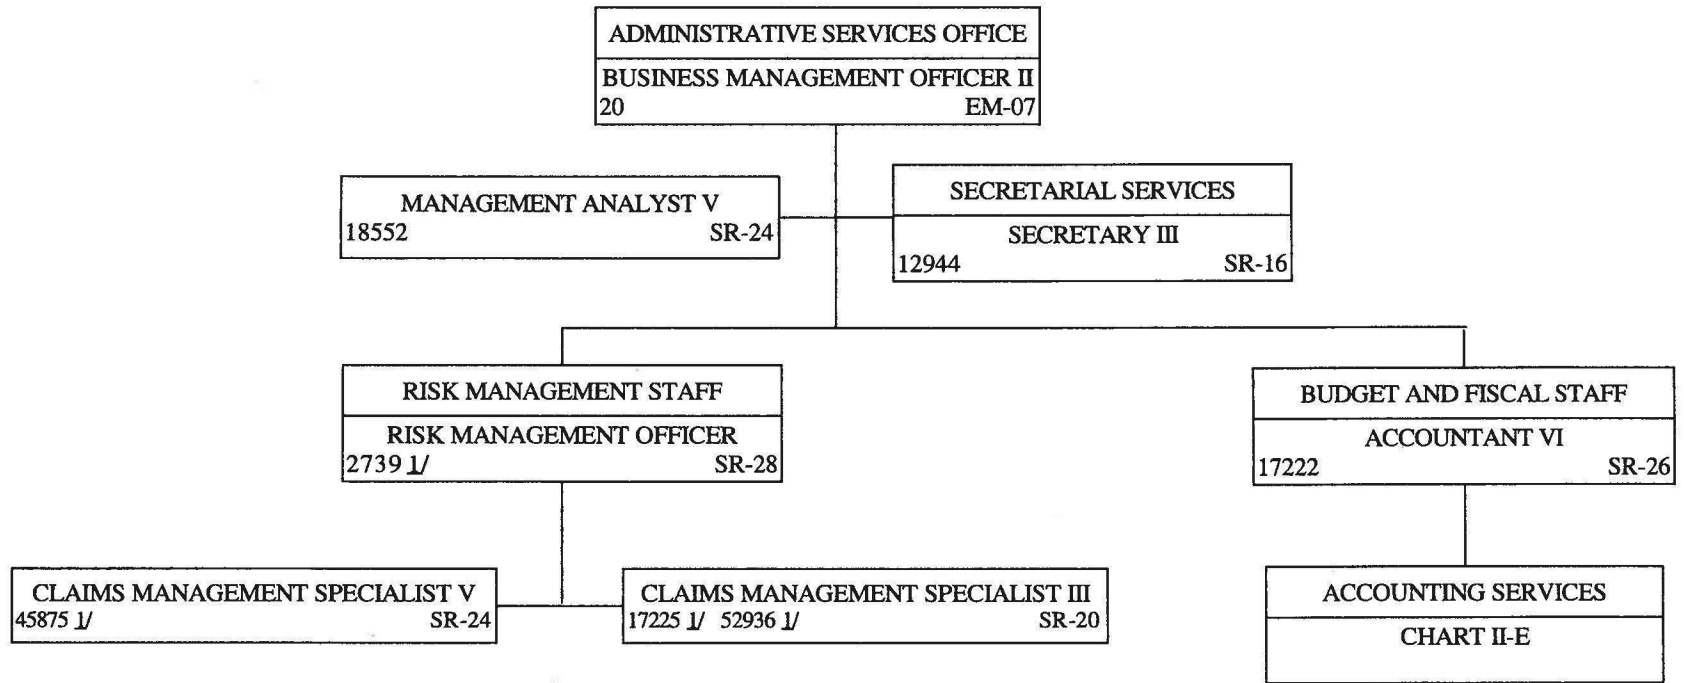 ADMINISTRATIVE SERVICES OFFICE
BUSINESS MANAGEMENT OFFICER II
20 EM-07
MANAGEMENT ANALYST V
18552 SR-24
SECRETARIAL SERVICES
SECRETARY III
12944 SR-16
RISK MANAGEMENT STAFF
RISK MANAGEMENT OFFICER
2739 1/ SR-28
BUDGET AND FISCAL STAFF
ACCOUNTANT VI
17222 SR-26
CLAIMS MANAGEMENT SPECIALIST V
45875 1/ SR-24
CLAIMS MANAGEMENT SPECIALIST III
17225 1/ 52936 1/ SR-20
ACCOUNTING SERVICES
CHART II-E